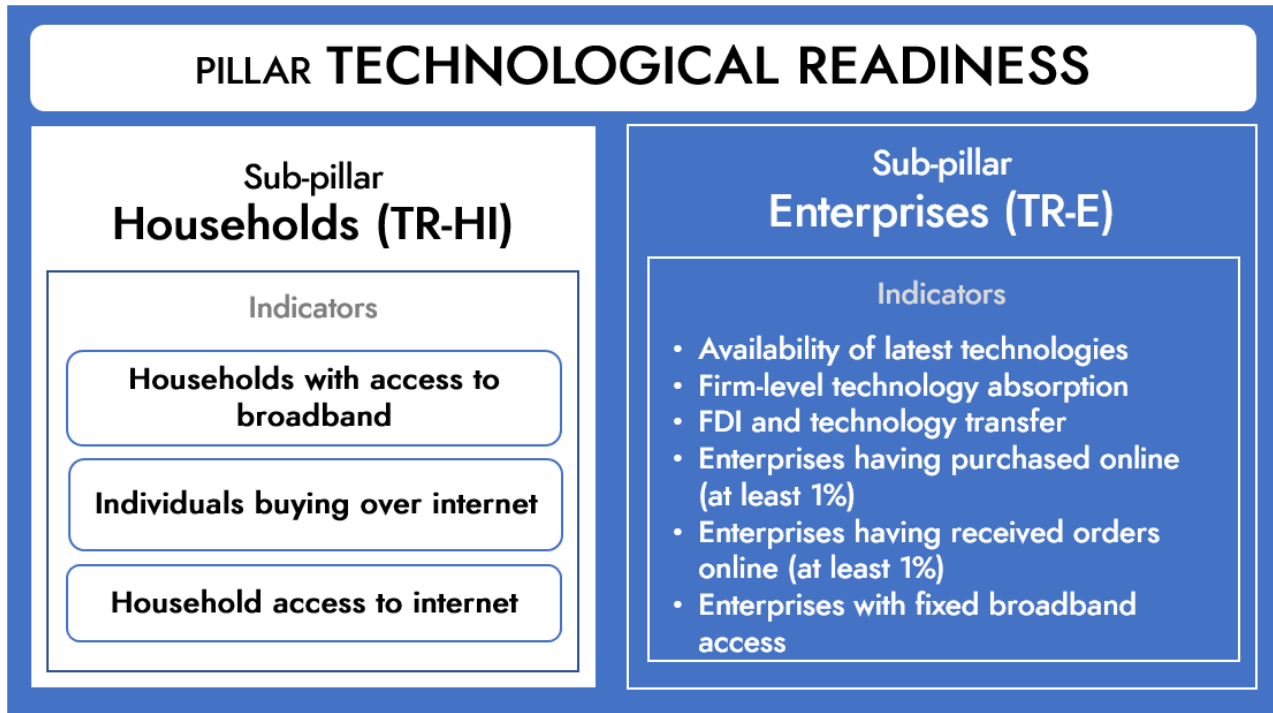 PILLAR TECHNOLOGICAL READINESS
Sub-pillar
Households (TR-HI)
Indicators
Households with access to
broadband
Individuals buying over internet
Household access to internet
Sub-pillar
Enterprises (TR-E)
Indicators
• Availability of latest technologies
• Firm-level technology absorption
• FDI and technology transfer
• Enterprises having purchased online
(at least 1%)
• Enterprises having received orders
online (at least 1%)
• Enterprises with fixed broadband
access